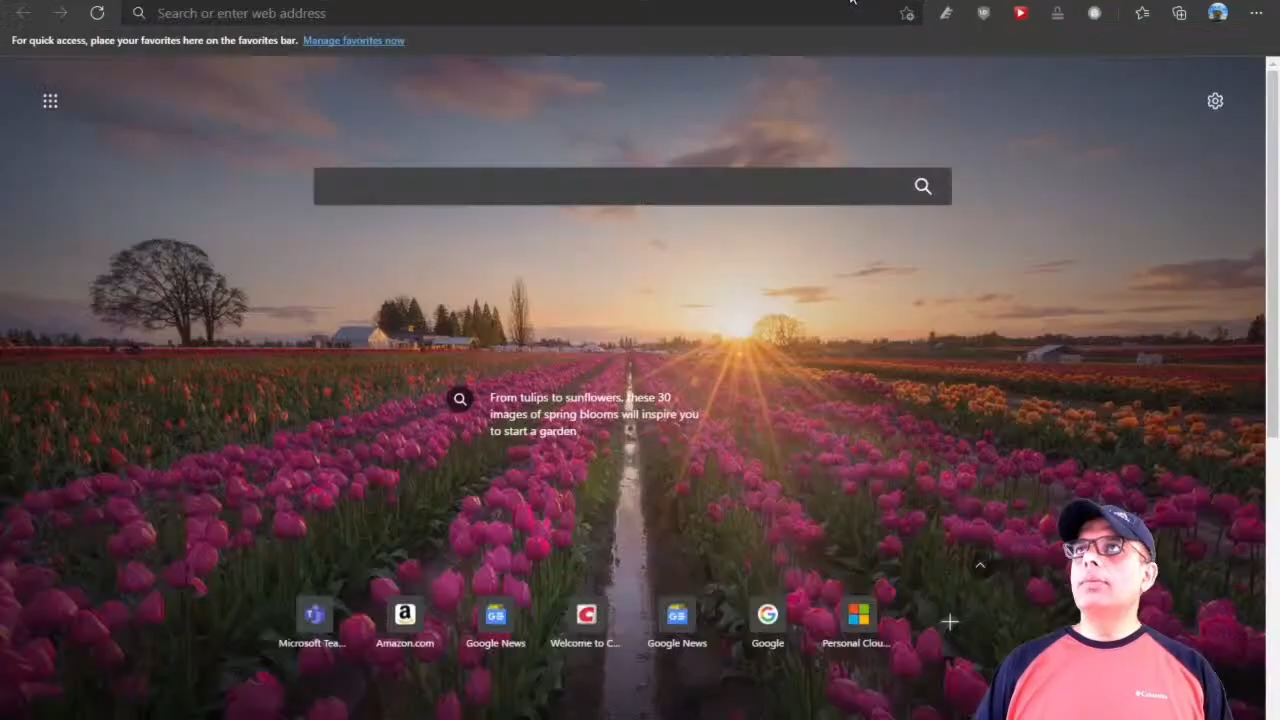 Search or enter web address
For quick access, place your favorites here on the favorites bar. Manage favorites now
From tulips to sunflowers, these 30
images of spring blooms will inspire you
to start a garden
Microsoft Tea... Amazon.com Google News Welcome to C... Google News Google Personal Clou...
Columbia